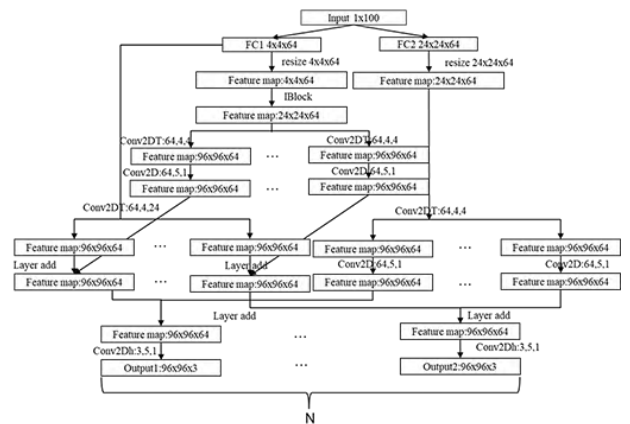 Input 1x100
FC1 4x4x64
FC2 24x24x64
resize 4x4x64
resize 24x24x64
Feature map:4x4x64
Feature map:24x24x64
IBlock
Feature map:24x24x64
Conv2DT:64,4,4
Conv2DT:64,4,4
Feature map:96x96x64
...
Feature map:96x96x64
Conv2D:64,5,1
Conv2D:64,5,1
Feature map:96x96x64
...
Feature map:96x96x64
Conv2DT:64,4,24
Conv2DT:64,4,4
Feature map:96x96x64
...
Feature map:96x96x64
Feature map:96x96x64
...
Feature map:96x96x64
Layer add
Layer add
Conv2D:64,5,1
Conv2D:64,5,1
Feature map:96x96x64
...
Feature map:96x96x64
Feature map:96x96x64
...
Feature map:96x96x64
Layer add
Layer add
Feature map:96x96x64
...
Feature map:96x96x64
Conv2Dh:3,5,1
Conv2Dh:3,5,1
Output1:96x96x3
...
Output2:96x96x3
N